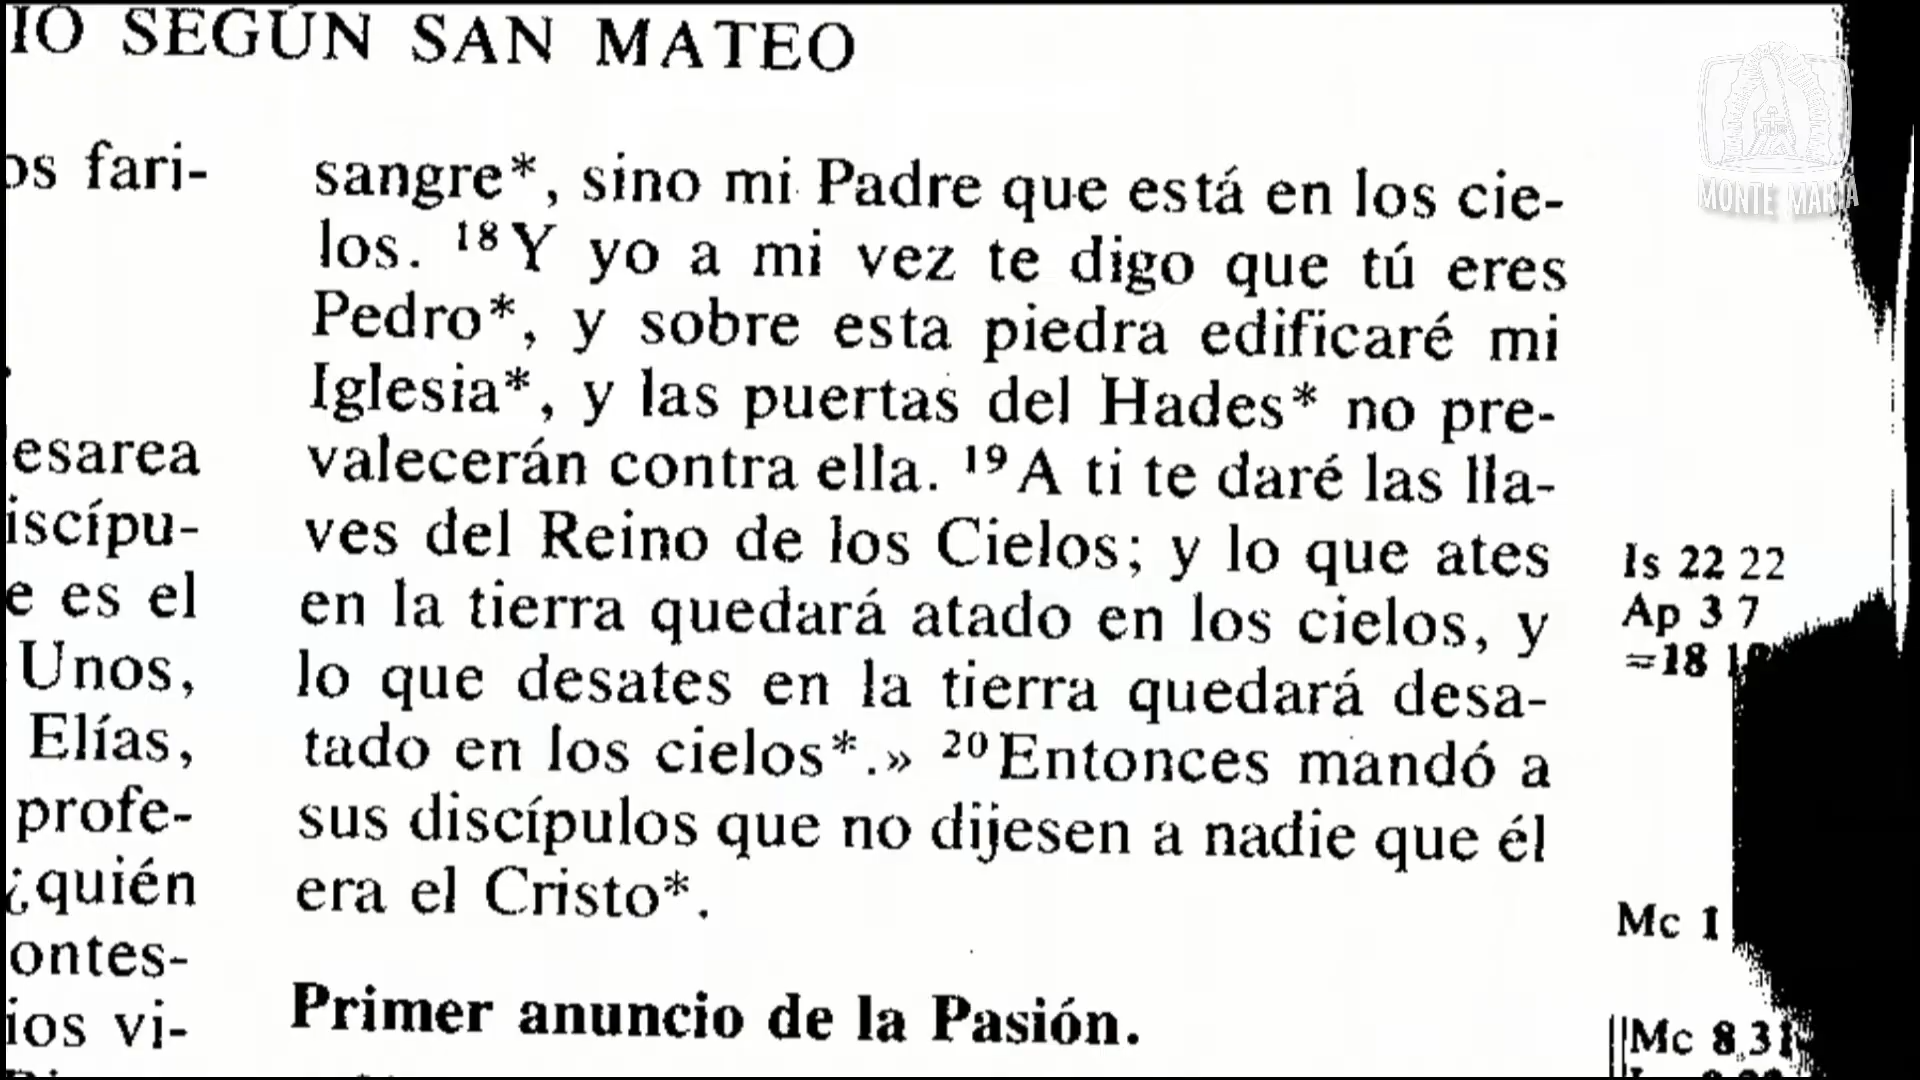 IO SEGÚN SAN MATEO
os fari-
esarea
iscípu-
e es el
Unos,
Elías,
profe-
¿quién
ontes-
ios vi-
sangre*, sino mi Padre que está en los cie-
los. 18 Y yo a mi vez te digo que tú eres
Pedro*, y sobre esta piedra edificaré mi
Iglesia*, y las puertas del Hades* no pre-
valecerán contra ella. 19 A ti te daré las lla-
ves del Reino de los Cielos; y lo que ates
en la tierra quedará atado en los cielos, y
lo que desates en la tierra quedará desa-
tado en los cielos*.» 20 Entonces mandó a
sus discípulos que no dijesen a nadie que él
era el Cristo*.
Primer anuncio de la Pasión.
Is 22 22
Ap 3 7
=18
Mc 1
||Mc 8 31
MONTE MARÍA